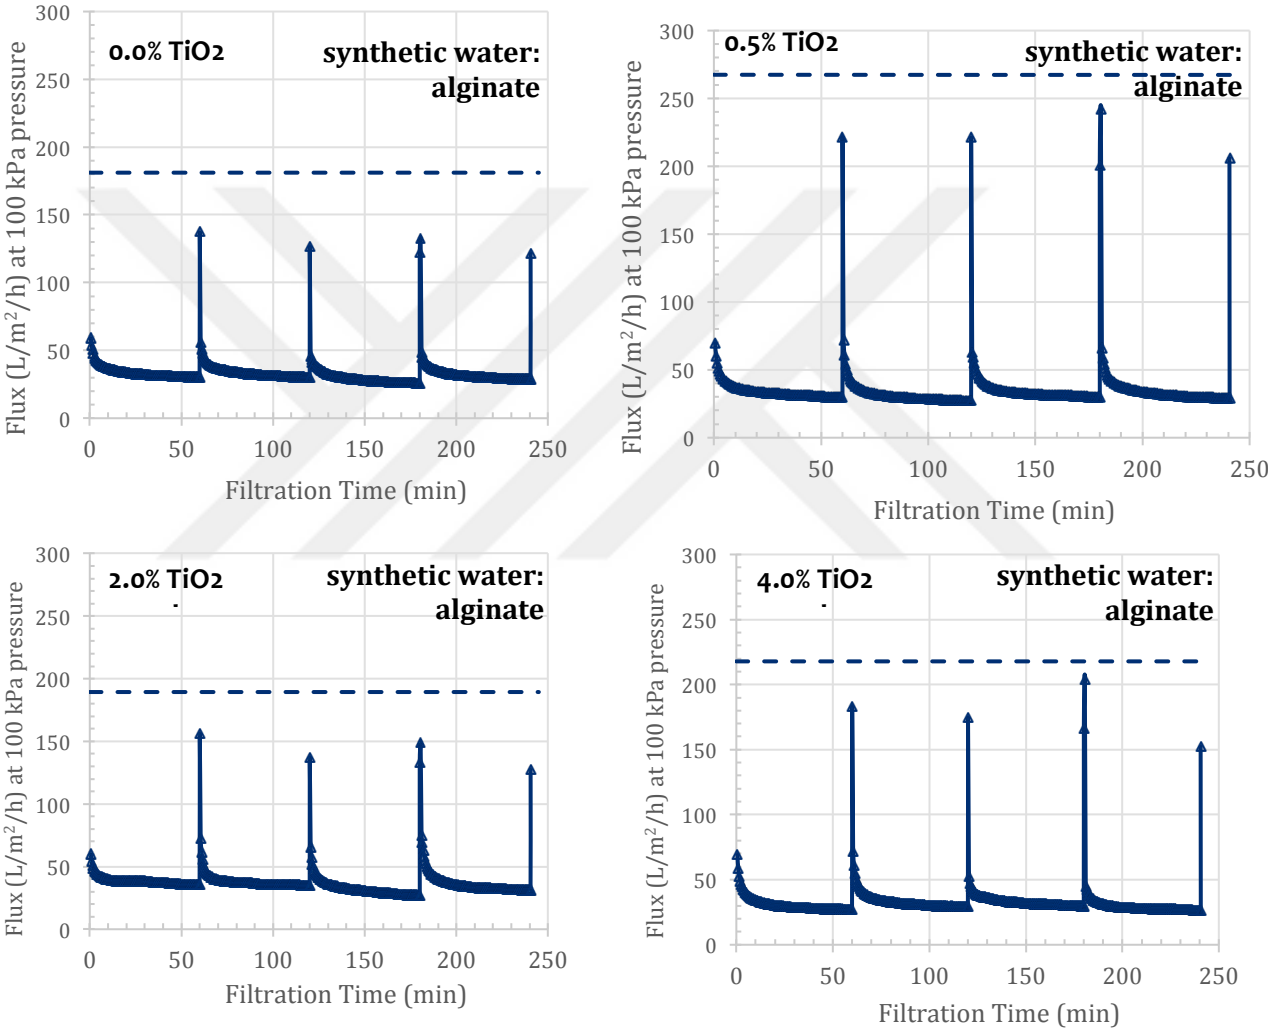 0.0% TiO2
synthetic water:
alginate
Flux (L/m²/h) at 100 kPa pressure
300
250
200
150
100
50
0
0 50 100 150 200 250
Filtration Time (min)
0.5% TiO2
synthetic water:
alginate
Flux (L/m²/h) at 100 kPa pressure
300
250
200
150
100
50
0
0 50 100 150 200 250
Filtration Time (min)
2.0% TiO2
synthetic water:
alginate
Flux (L/m²/h) at 100 kPa pressure
300
250
200
150
100
50
0
0 50 100 150 200 250
Filtration Time (min)
4.0% TiO2
synthetic water:
alginate
Flux (L/m²/h) at 100 kPa pressure
300
250
200
150
100
50
0
0 50 100 150 200 250
Filtration Time (min)